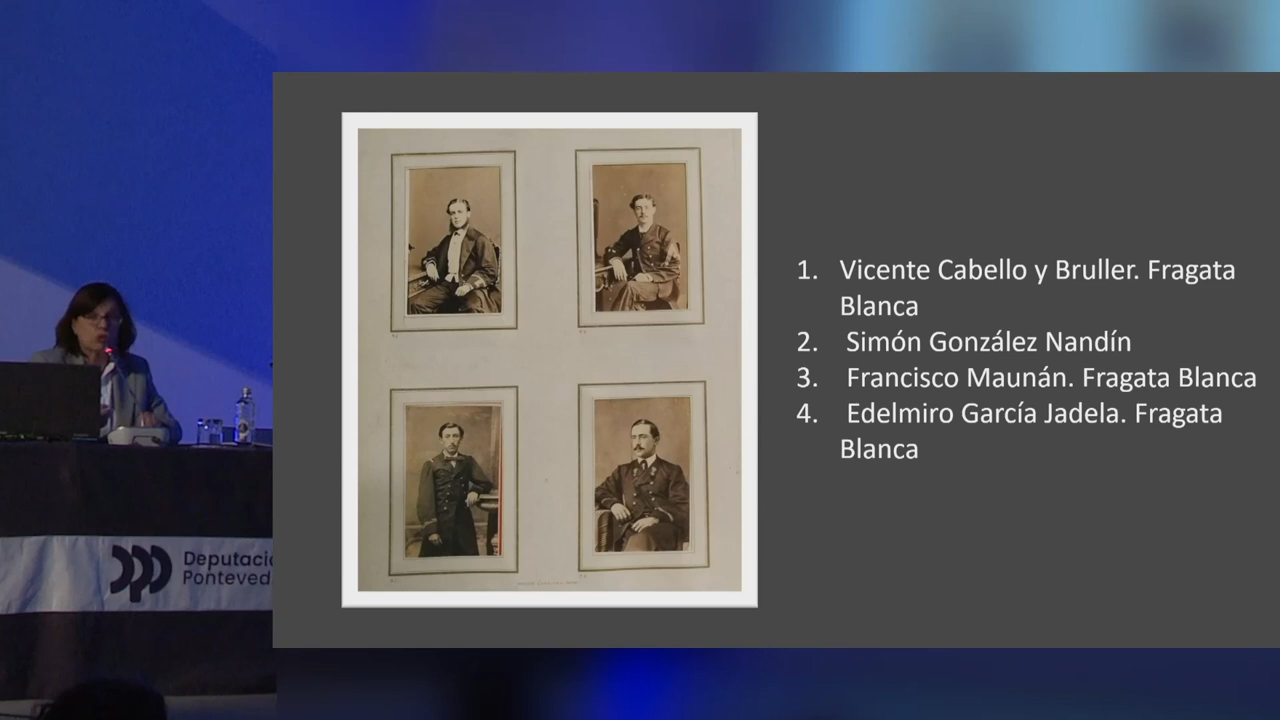 1. Vicente Cabello y Bruller. Fragata
Blanca
2. Simón González Nandín
3. Francisco Maunán. Fragata Blanca
4. Edelmiro García Jadela. Fragata
Blanca
Deputació
Ponteved